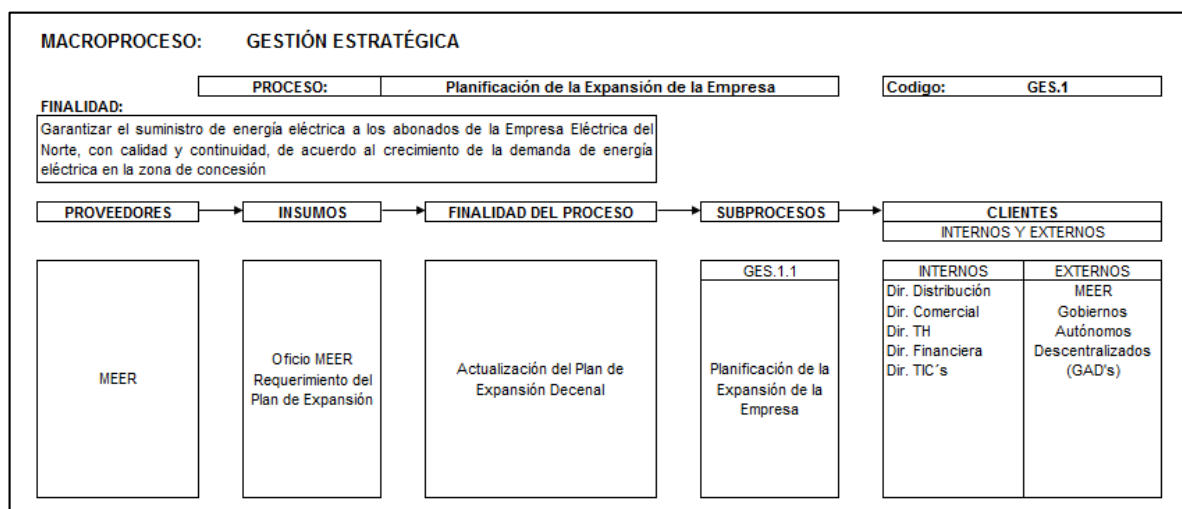 MACROPROCESO: GESTIÓN ESTRATÉGICA
PROCESO: Planificación de la Expansión de la Empresa Codigo: GES.1
FINALIDAD:
Garantizar el suministro de energía eléctrica a los abonados de la Empresa Eléctrica del
Norte, con calidad y continuidad, de acuerdo al crecimiento de la demanda de energía
eléctrica en la zona de concesión
PROVEEDORES INSUMOS FINALIDAD DEL PROCESO SUBPROCESOS CLIENTES
INTERNOS Y EXTERNOS
MEER
Oficio MEER
Requerimiento del
Plan de Expansión
Actualización del Plan de
Expansión Decenal
GES.1.1
Planificación de la
Expansión de la
Empresa
INTERNOS
Dir. Distribución
Dir. Comercial
Dir. TH
Dir. Financiera
Dir. TIC´s
EXTERNOS
MEER
Gobiernos
Autónomos
Descentralizados
(GAD's)